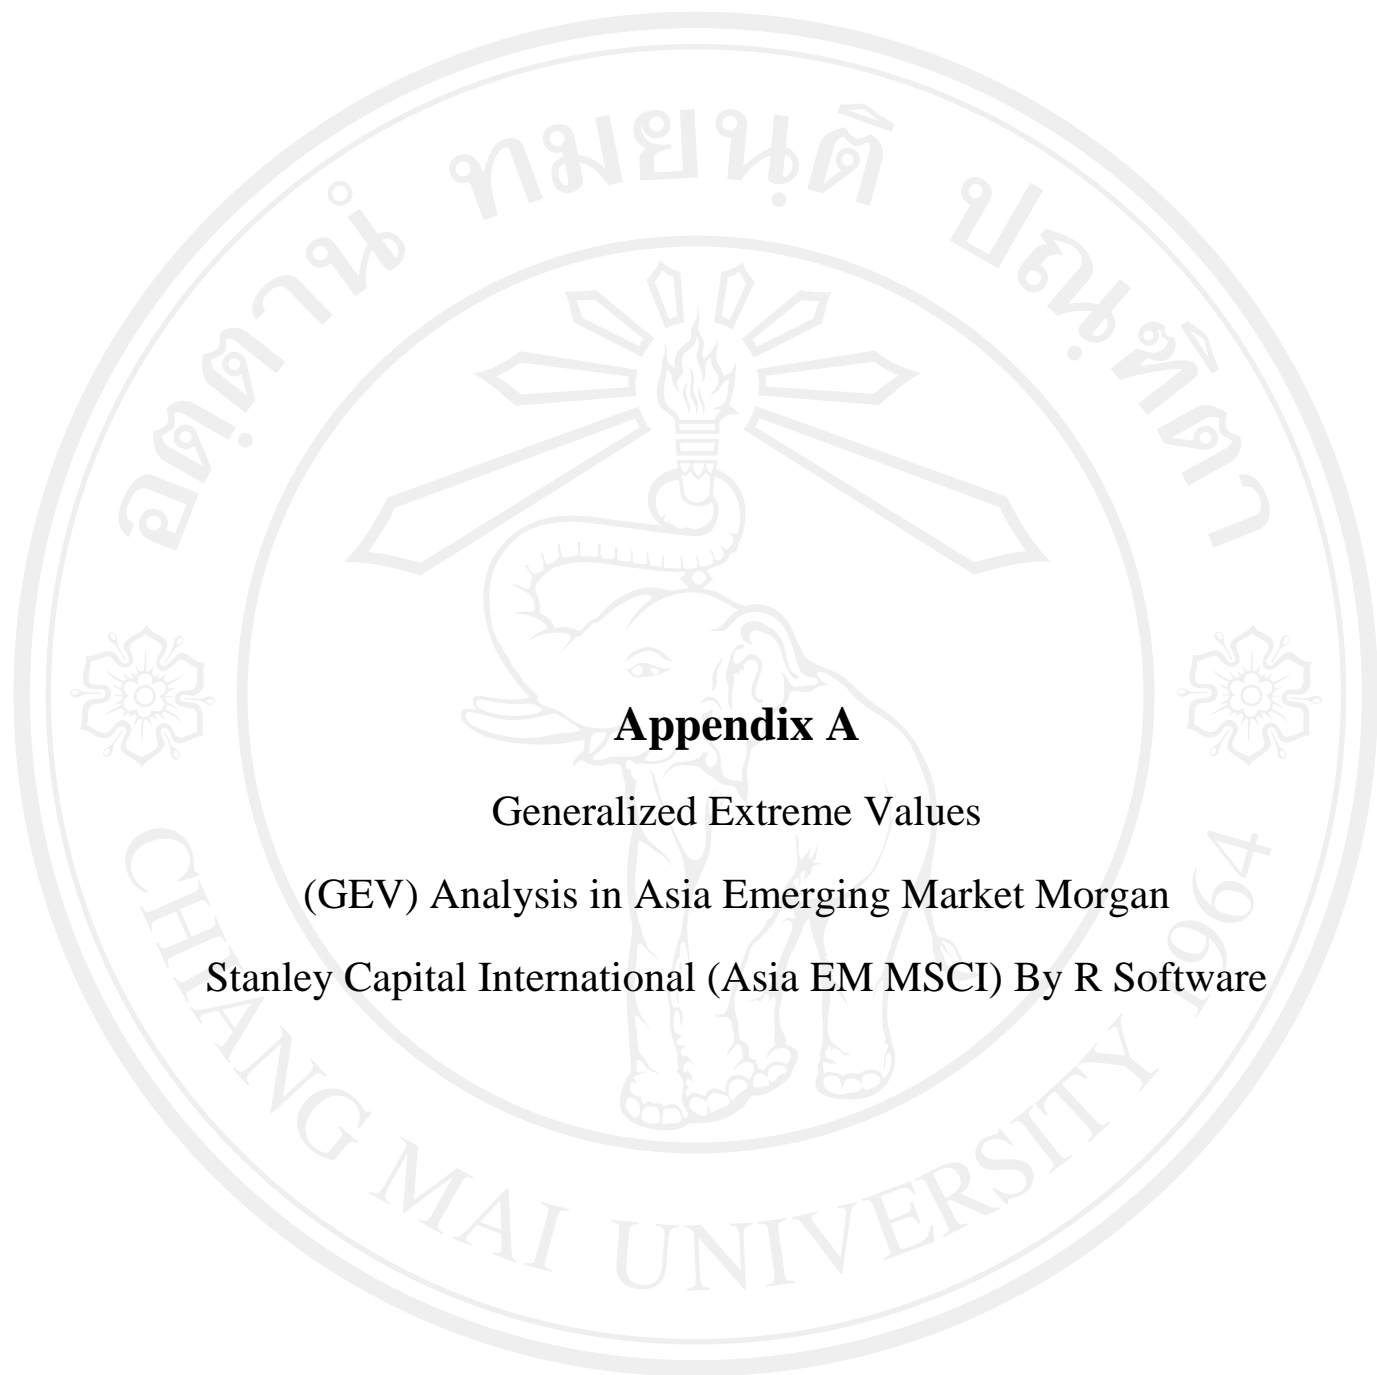 อตฺตานํ ทมยนฺติ ปณฺฑิตา
Appendix A
Generalized Extreme Values
(GEV) Analysis in Asia Emerging Market Morgan
Stanley Capital International (Asia EM MSCI) By R Software
CHIANG MAI UNIVERSITY 1964